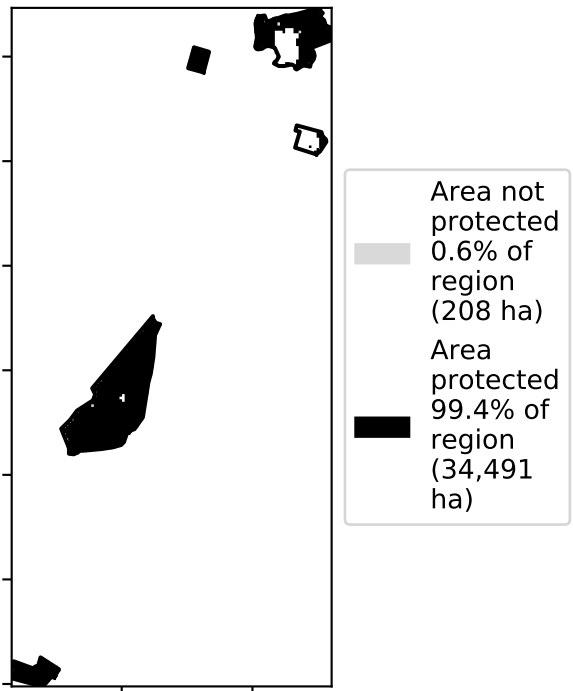 Area not
protected
0.6% of
region
(208 ha)
Area
protected
99.4% of
region
(34,491
ha)